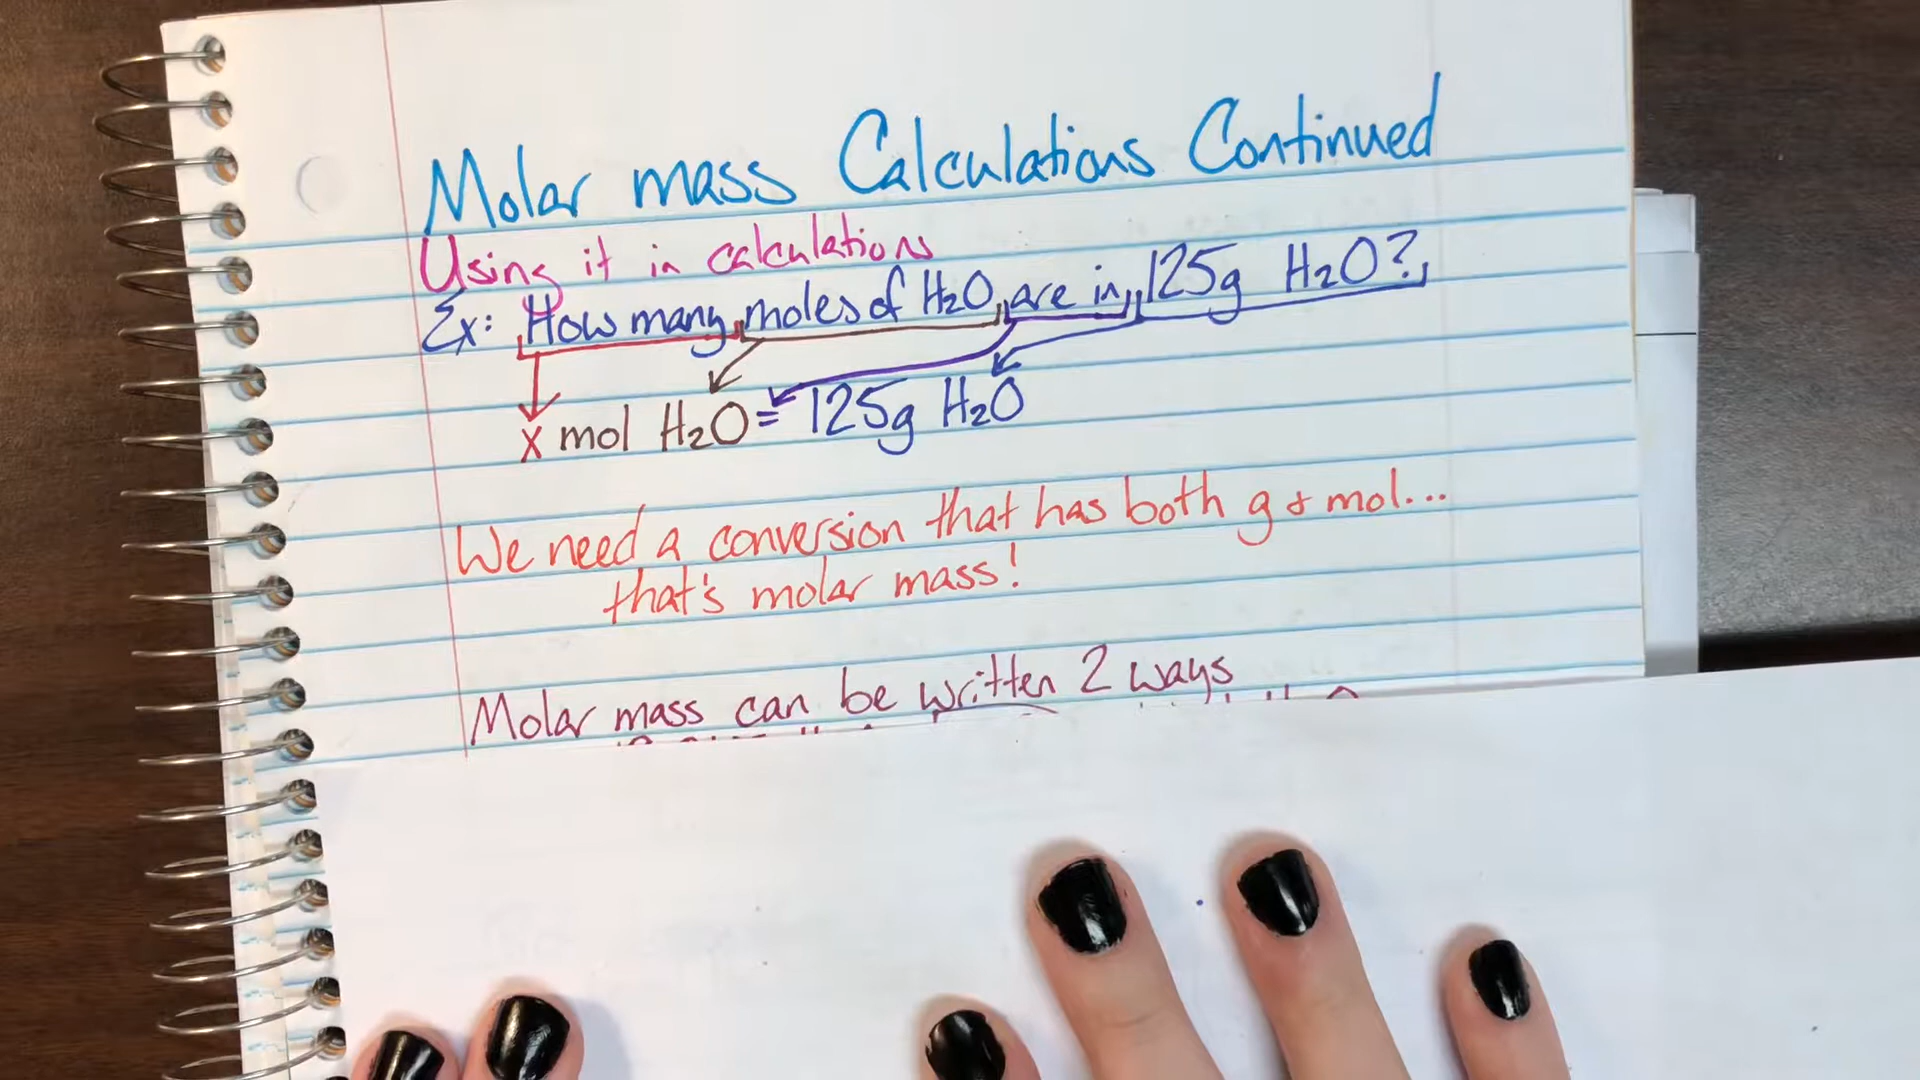 Molar mass Calculations Continued
Using it in calculations
Ex: How many moles of H₂O are in 125g H₂O?
x mol H₂O = 125g H₂O
We need a conversion that has both g & mol...
that's molar mass!
Molar mass can be written 2 ways